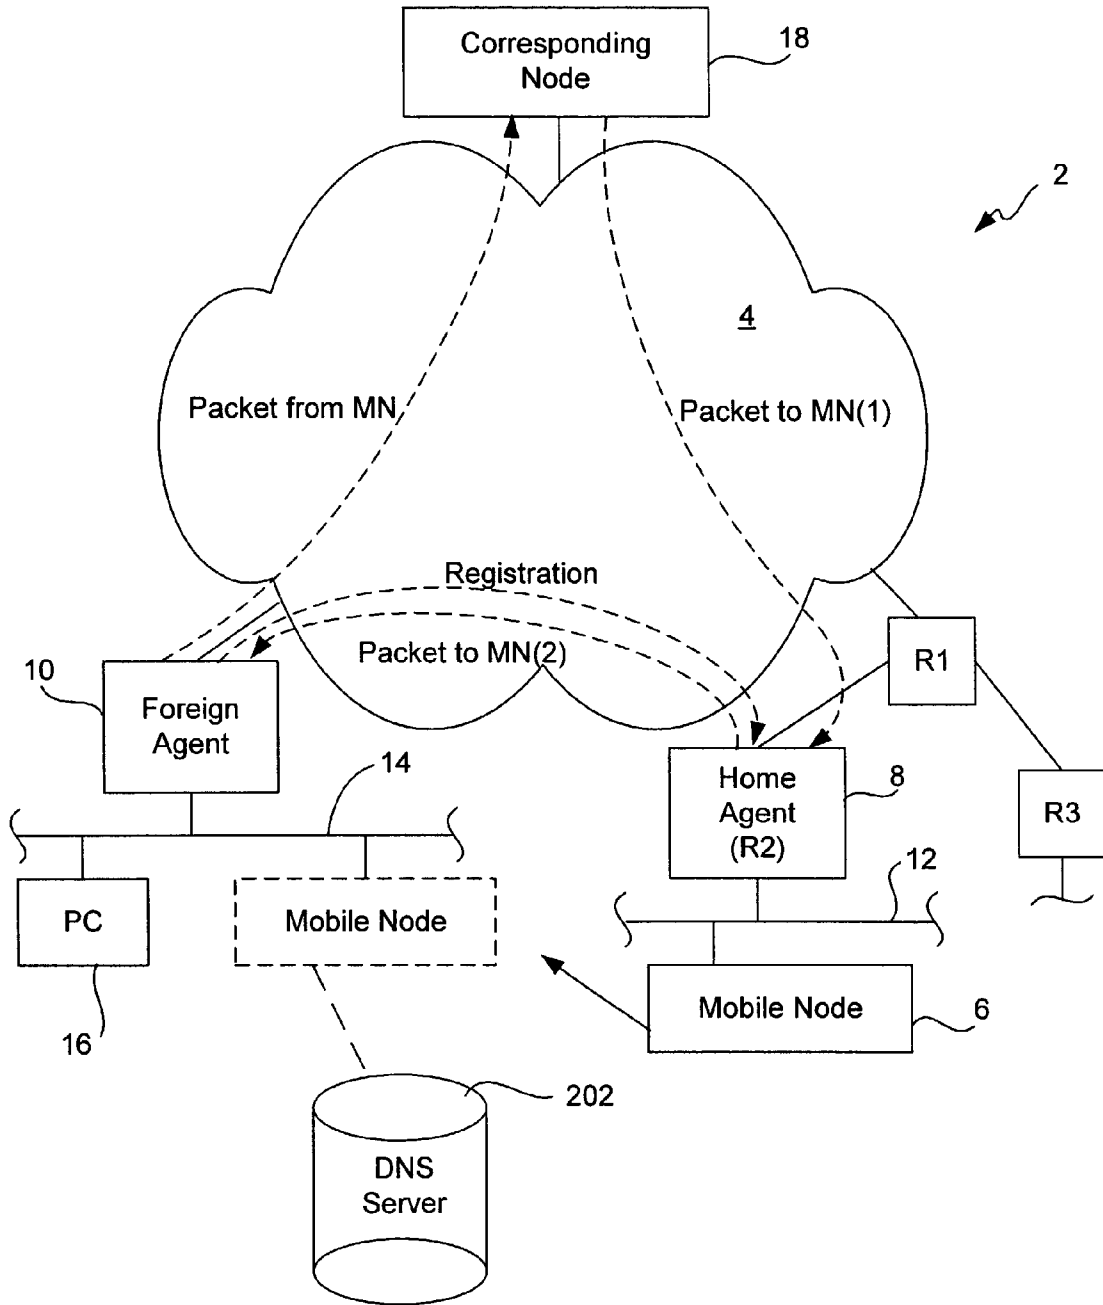 Corresponding
Node
18
2
4
Packet from MN
Packet to MN(1)
Registration
Packet to MN(2)
R1
10
Foreign
Agent
14
Home
Agent
(R2)
8
R3
12
PC
Mobile Node
Mobile Node
6
16
202
DNS
Server